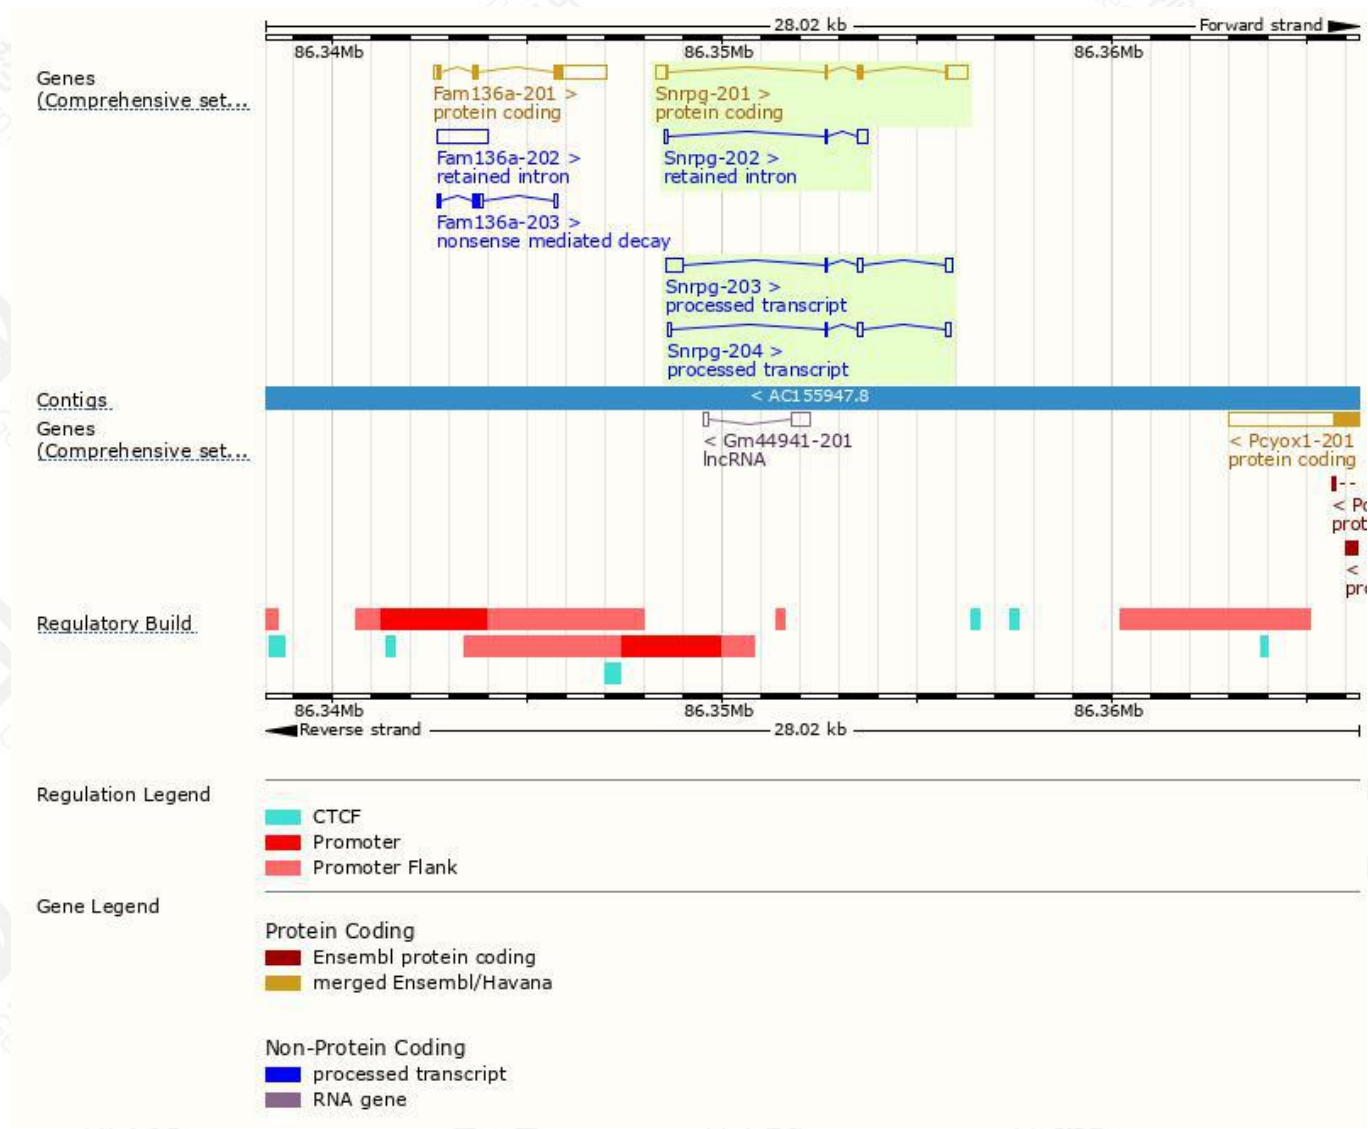 28.02 kb Forward strand
86.34Mb 86.35Mb 86.36Mb
Genes
(Comprehensive set...
Fam136a-201 >
protein coding
Snrpg-201 >
protein coding
Fam136a-202 >
retained intron
Snrpg-202 >
retained intron
Fam136a-203 >
nonsense mediated decay
Snrpg-203 >
processed transcript
Snrpg-204 >
processed transcript
Contigs
< AC155947.8
Genes
(Comprehensive set...
< Gm44941-201
lncRNA
< Pcyox1-201
protein coding
< Pc
prot
<
pro
Regulatory Build
86.34Mb 86.35Mb 86.36Mb
Reverse strand 28.02 kb
Regulation Legend
CTCF
Promoter
Promoter Flank
Gene Legend
Protein Coding
Ensembl protein coding
merged Ensembl/Havana
Non-Protein Coding
processed transcript
RNA gene